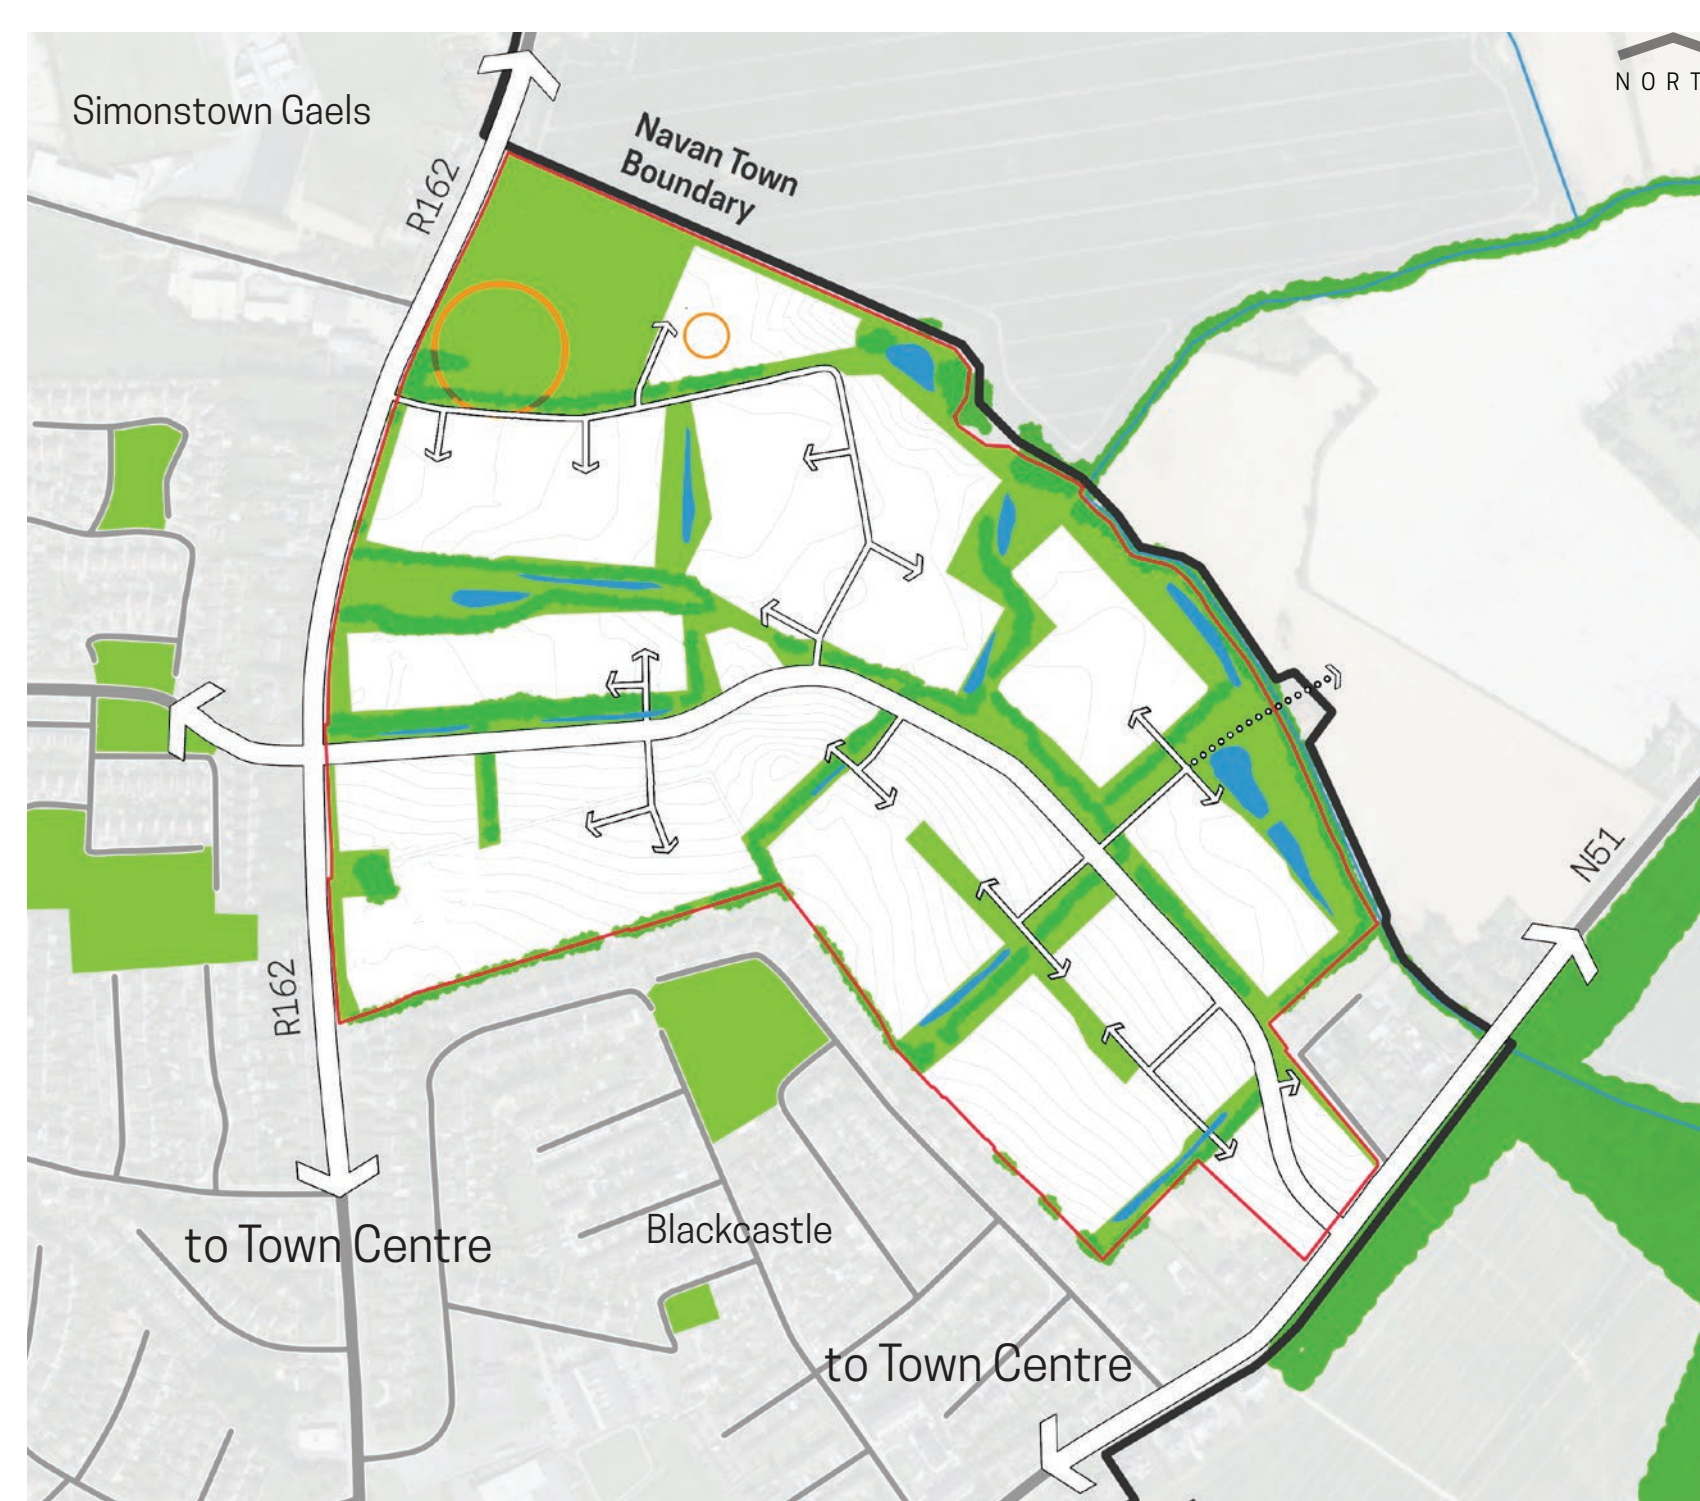 NORT
Simonstown Gaels
Navan Town
Boundary
R162
N51
R162
to Town Centre
Blackcastle
to Town Centre